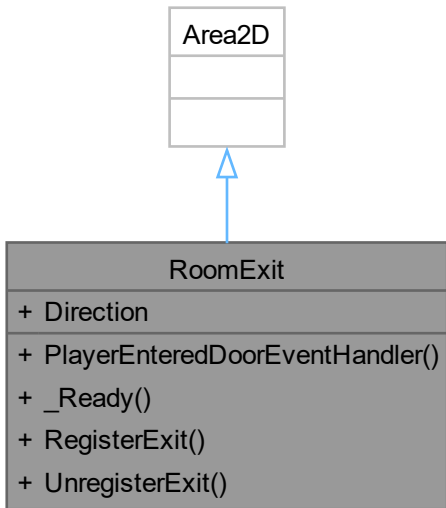 Area2D
RoomExit
+ Direction
+ PlayerEnteredDoorEventHandler()
+ _Ready()
+ RegisterExit()
+ UnregisterExit()